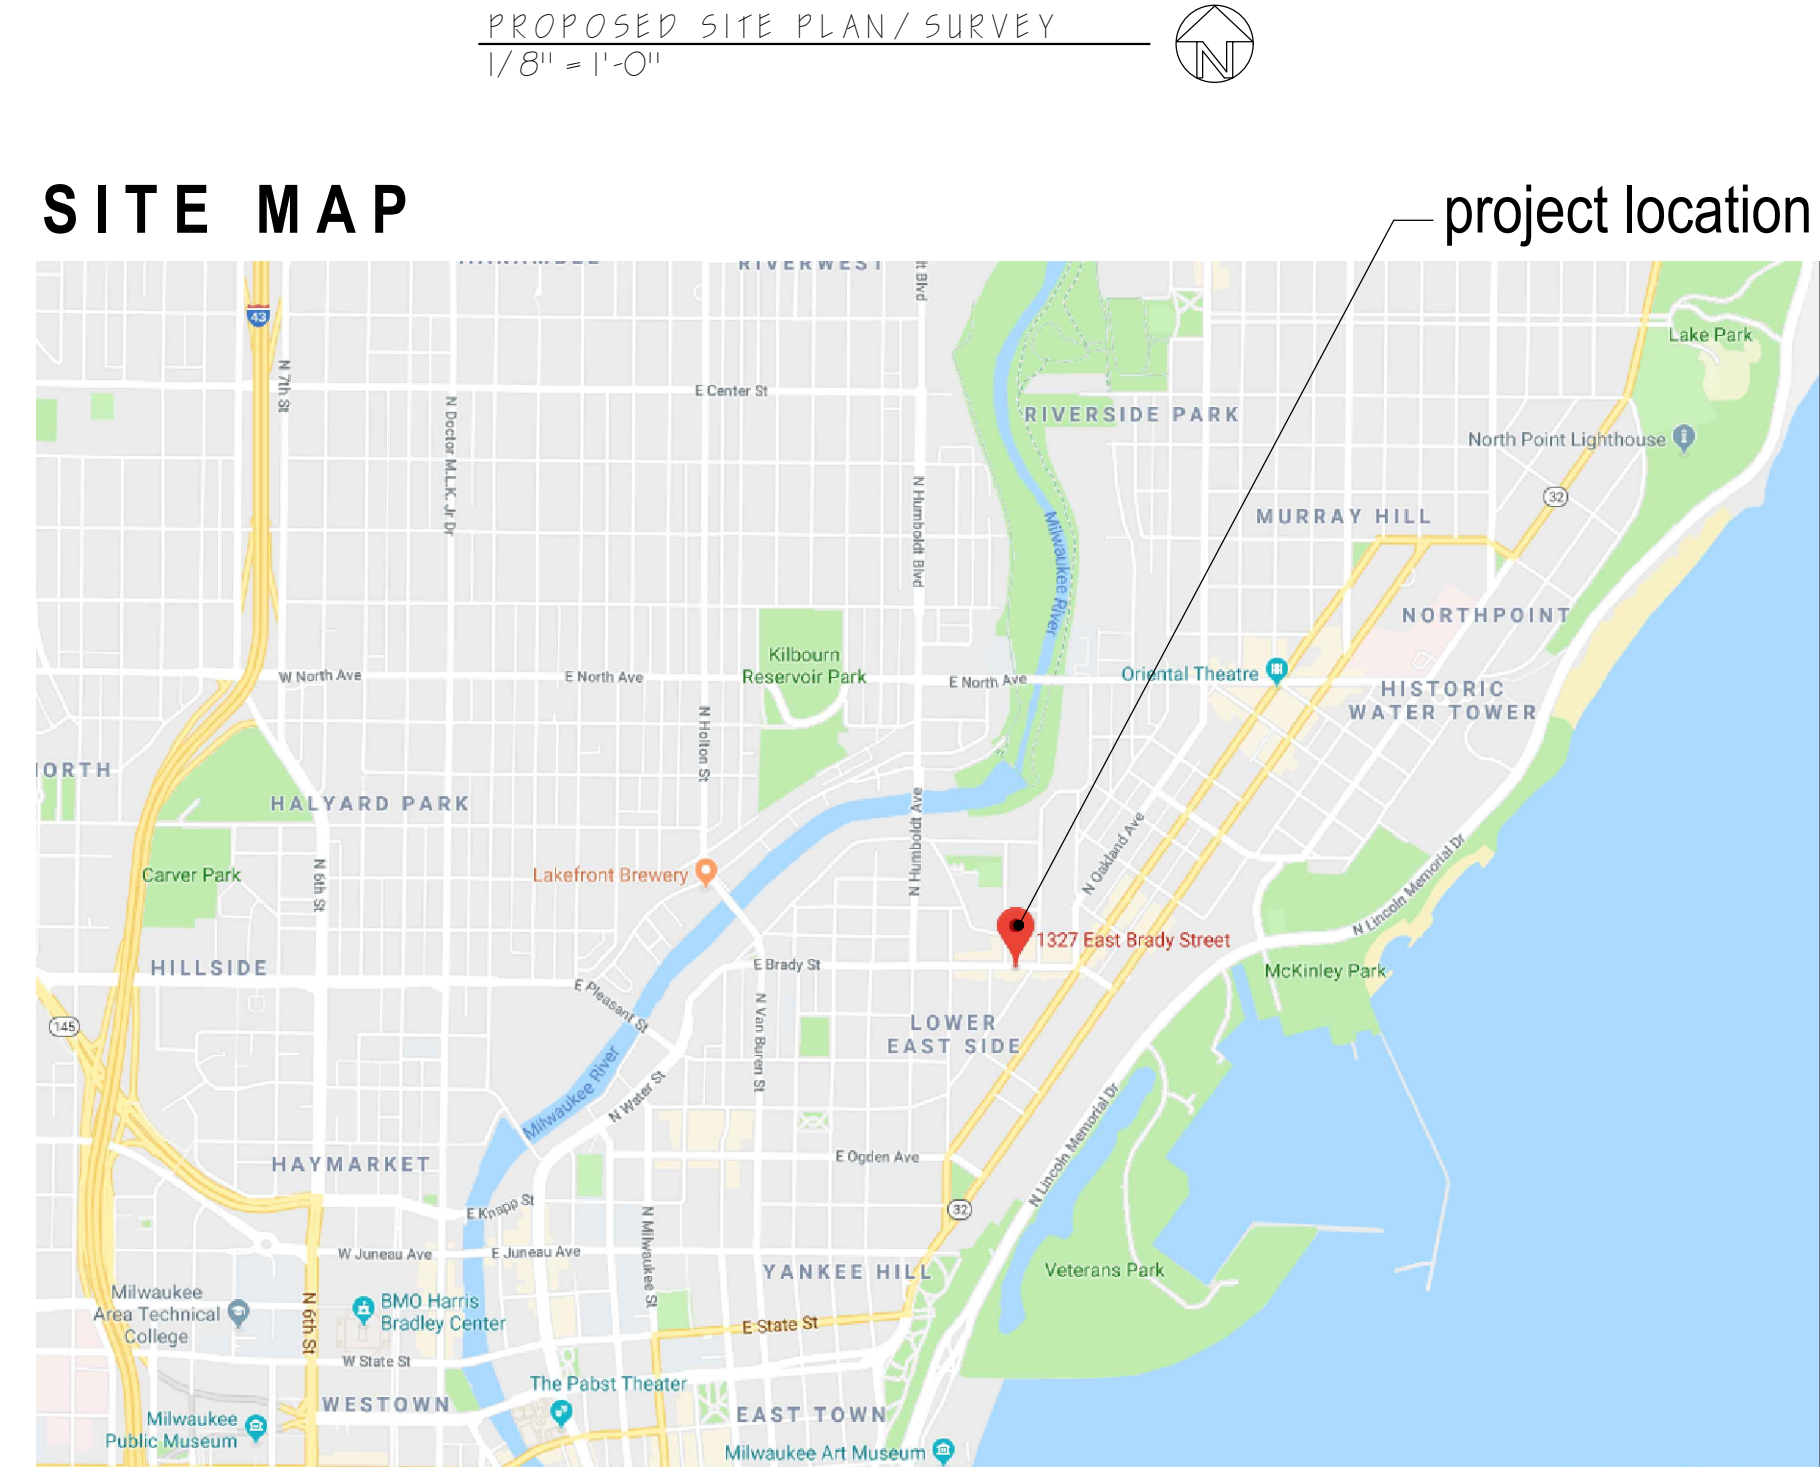 PROPOSED SITE PLAN/SURVEY
1/8" = 1'-0"
N
SITE MAP
project location
RIVERWEST
43
Lake Park
N 7th St
E Center St
N Doctor M.L.K. Jr Dr
RIVERSIDE PARK
North Point Lighthouse
32
N Humboldt Blvd
Milwaukee River
MURRAY HILL
NORTHPOINT
Kilbourn
Reservoir Park
W North Ave
E North Ave
E North Ave
Oriental Theatre
HISTORIC
WATER TOWER
N Holton St
HALYARD PARK
N Humboldt Ave
N Oakland Ave
N Lincoln Memorial Dr
Carver Park
N 6th St
Lakefront Brewery
1327 East Brady Street
HILLSIDE
E Brady St
McKinley Park
E Pleasant St
145
N Van Buren St
LOWER
EAST SIDE
Milwaukee River
N Water St
N Lincoln Memorial Dr
HAYMARKET
E Ogden Ave
E Knapp St
32
N Milwaukee St
W Juneau Ave
E Juneau Ave
YANKEE HILL
Veterans Park
Milwaukee
Area Technical
College
N 6th St
BMO Harris
Bradley Center
E State St
W State St
The Pabst Theater
WESTOWN
EAST TOWN
Milwaukee
Public Museum
Milwaukee Art Museum